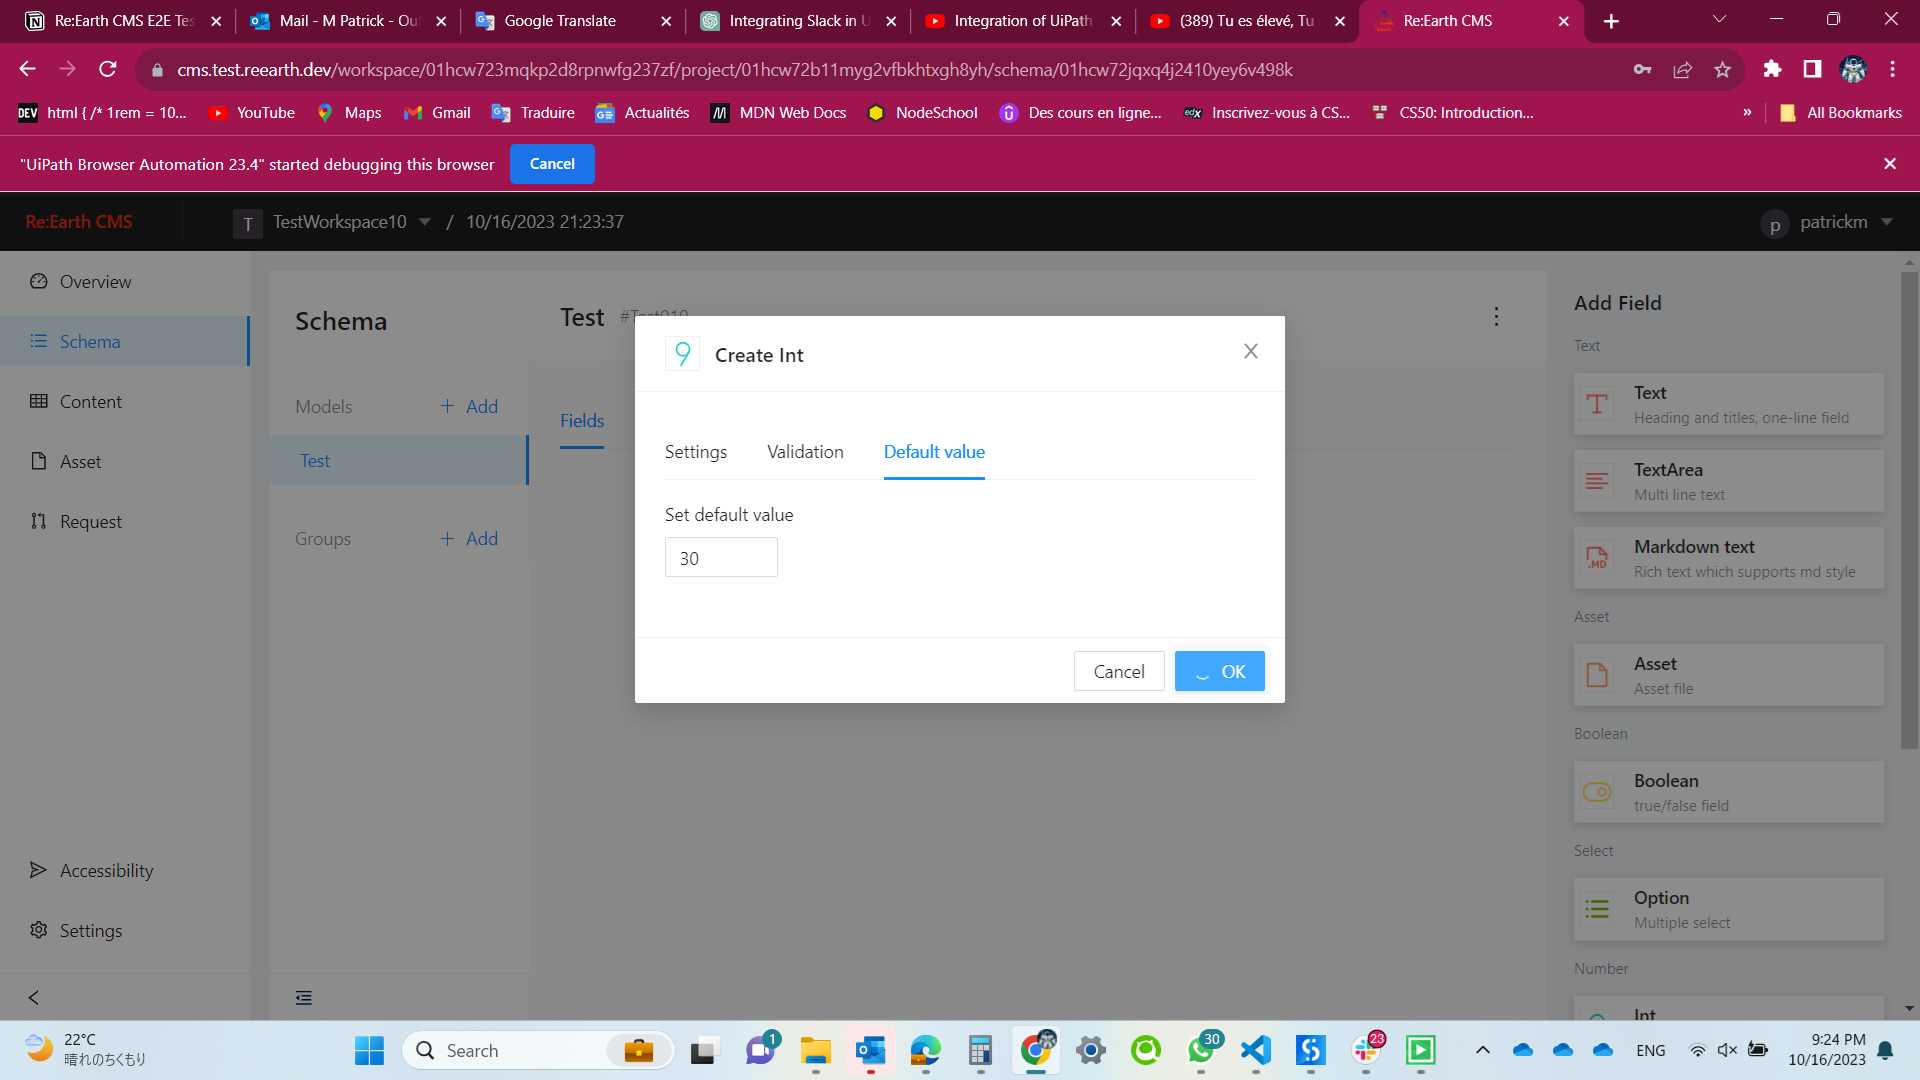 Re:Earth CMS E2E Tes
Mail - M Patrick - Ou
Google Translate
Integrating Slack in U
Integration of UiPath
(389) Tu es élevé, Tu
Re:Earth CMS
cms.test.reearth.dev/workspace/01hcw723mqkp2d8rpnwfg237zf/project/01hcw72b11myg2vfbkhtxgh8yh/schema/01hcw72jqxq4j2410yey6v498k
DEV html { /* 1rem = 10...
YouTube
Maps
Gmail
Traduire
Actualités
MDN Web Docs
NodeSchool
Des cours en ligne...
edX Inscrivez-vous à CS...
CS50: Introduction...
»
All Bookmarks
"UiPath Browser Automation 23.4" started debugging this browser
Cancel
Re:Earth CMS
T TestWorkspace10 / 10/16/2023 21:23:37
p patrickm
Overview
Schema
Content
Asset
Request
Accessibility
Settings
Schema
Models
+ Add
Test
Groups
+ Add
Test
Fields
Create Int
Settings
Validation
Default value
Set default value
30
Cancel
OK
Add Field
Text
Text
Heading and titles, one-line field
TextArea
Multi line text
Markdown text
.MD Rich text which supports md style
Asset
Asset
Asset file
Boolean
Boolean
true/false field
Select
Option
Multiple select
Number
Int
22°C
晴れのちくもり
Search
1
30
23
ENG
9:24 PM
10/16/2023